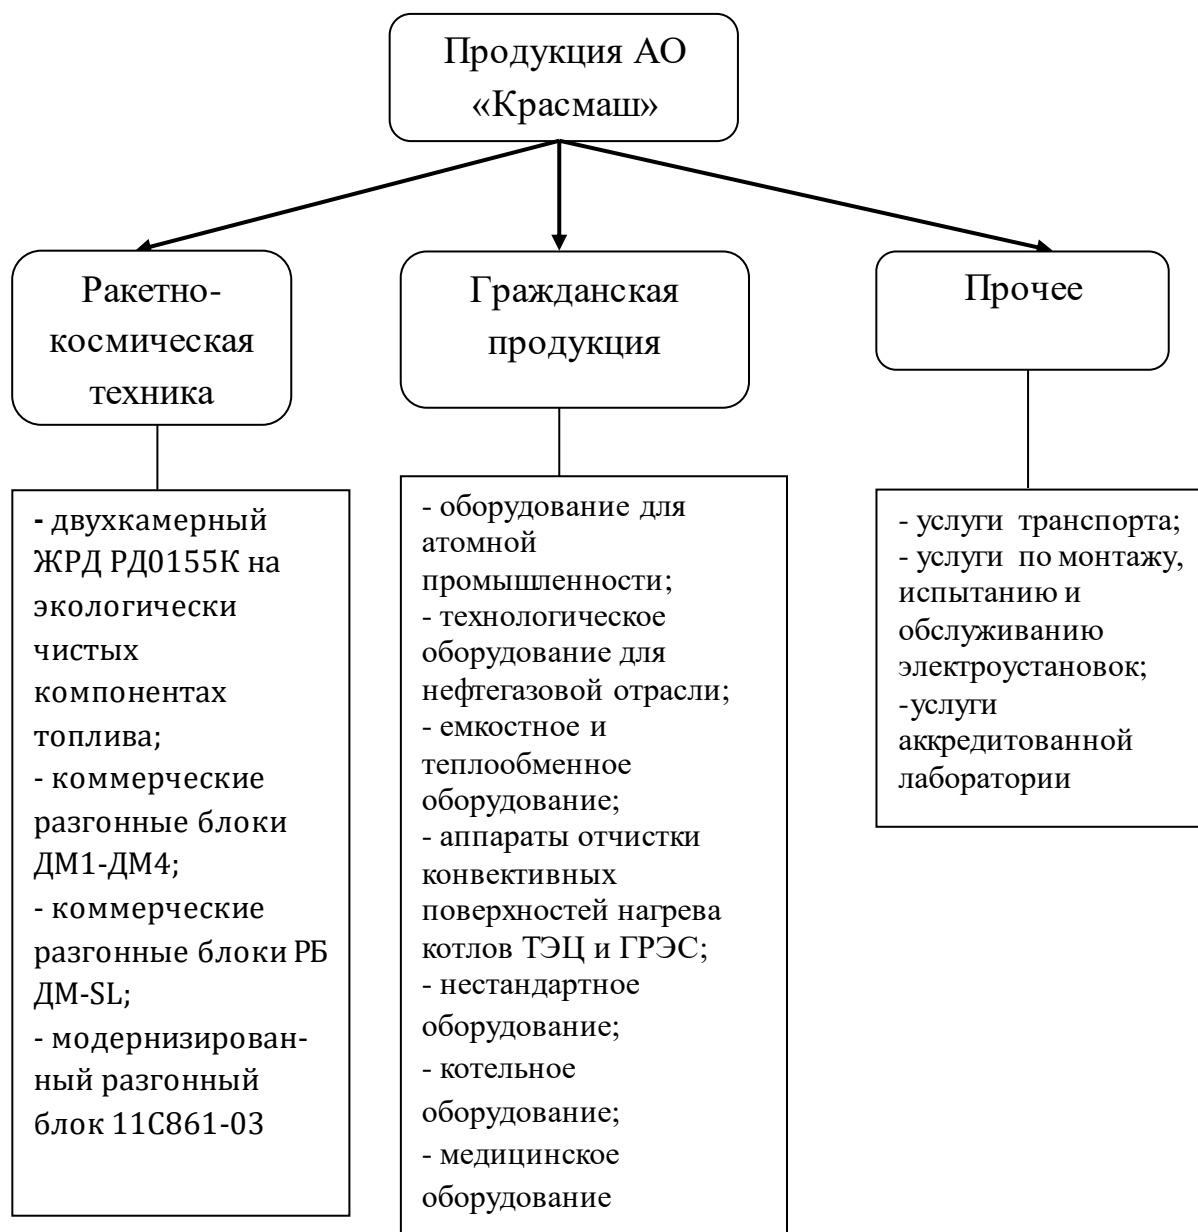 Продукция АО
«Красмаш»
Ракетно-
космическая
техника
Гражданская
продукция
Прочее
- двухкамерный
ЖРД РД0155К на
экологически
чистых
компонентах
топлива;
- коммерческие
разгонные блоки
ДМ1-ДМ4;
- коммерческие
разгонные блоки РБ
ДМ-SL;
- модернизирован-
ный разгонный
блок 11С861-03
- оборудование для
атомной
промышленности;
- технологическое
оборудование для
нефтегазовой отрасли;
- емкостное и
теплообменное
оборудование;
- аппараты отчистки
конвективных
поверхностей нагрева
котлов ТЭЦ и ГРЭС;
- нестандартное
оборудование;
- котельное
оборудование;
- медицинское
оборудование
- услуги транспорта;
- услуги по монтажу,
испытанию и
обслуживанию
электроустановок;
-услуги
аккредитованной
лаборатории